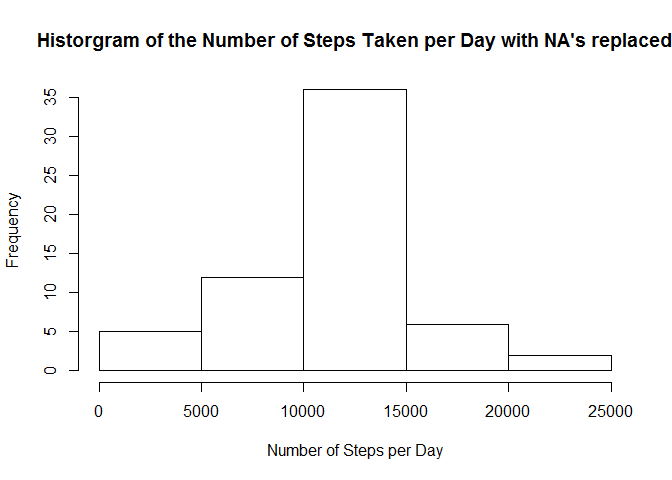 Historgram of the Number of Steps Taken per Day with NA's replaced
35
30
25
20
15
10
5
0
Frequency
0 5000 10000 15000 20000 25000
Number of Steps per Day